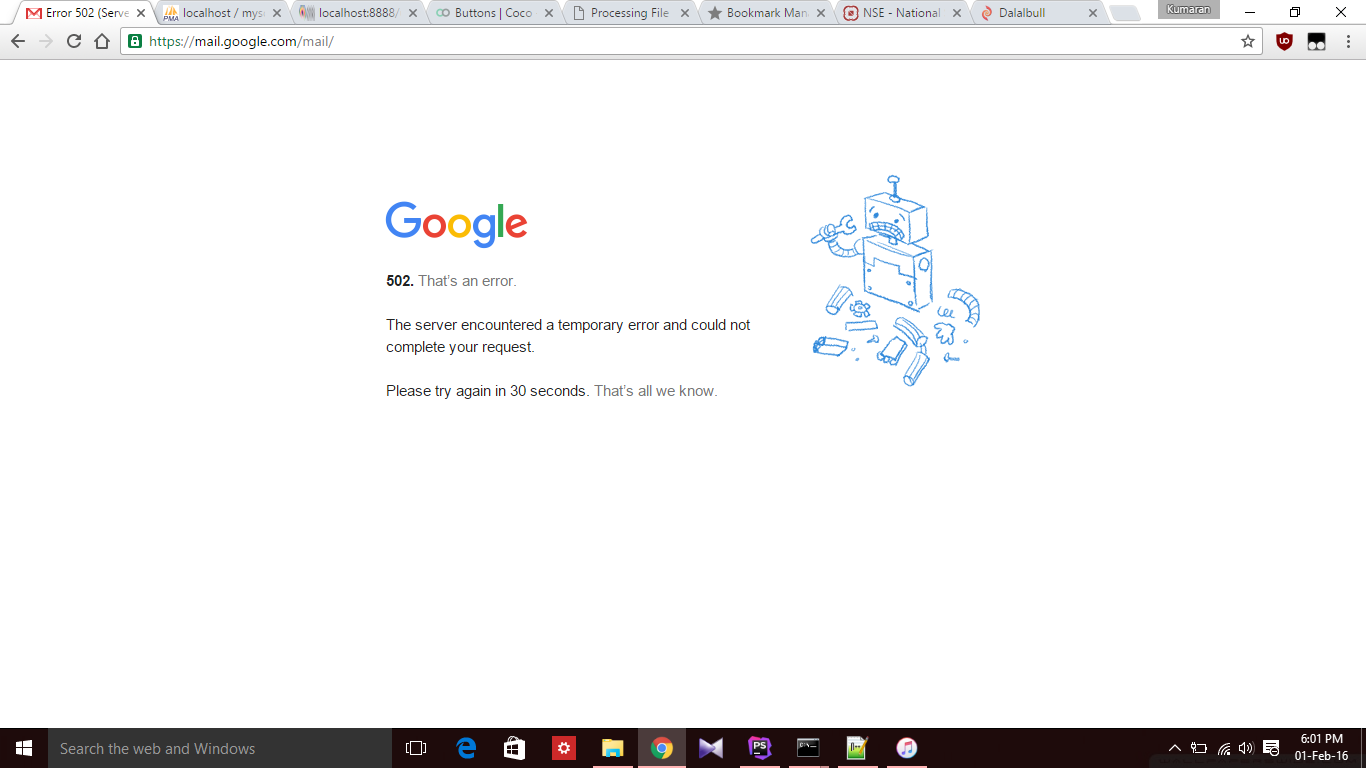 Error 502 (Serve
localhost / mys
localhost:8888/
Buttons | Coco
Processing File
Bookmark Man
NSE - National
Dalalbull
Kumaran
https://mail.google.com/mail/
Google
502. That's an error.
The server encountered a temporary error and could not
complete your request.
Please try again in 30 seconds. That's all we know.
Search the web and Windows
6:01 PM
01-Feb-16